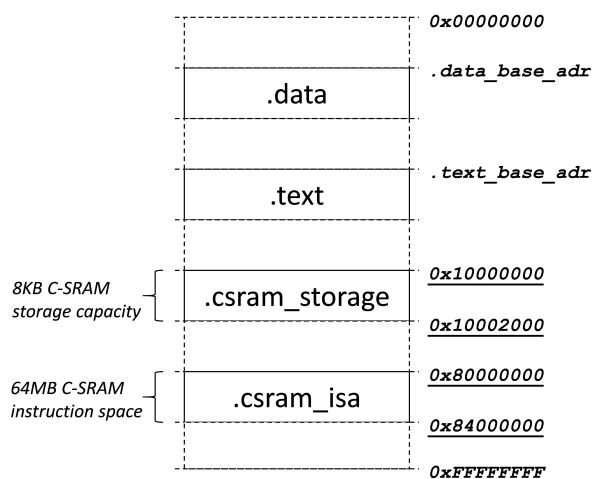 0x00000000
.data_base_adr
.data
.text_base_adr
.text
0x10000000
8KB C-SRAM
storage capacity
.csram_storage
0x10002000
0x80000000
64MB C-SRAM
instruction space
.csram_isa
0x84000000
0xFFFFFFFF